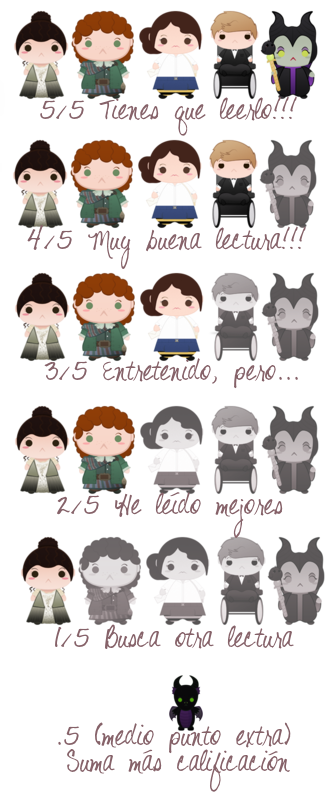 5/5 Tienes que leerlo!!!
4/5 Muy buena lectura!!!
3/5 Entretenido, pero...
2/5 He leído mejores
1/5 Busca otra lectura
.5 (medio punto extra)
Suma más calificación